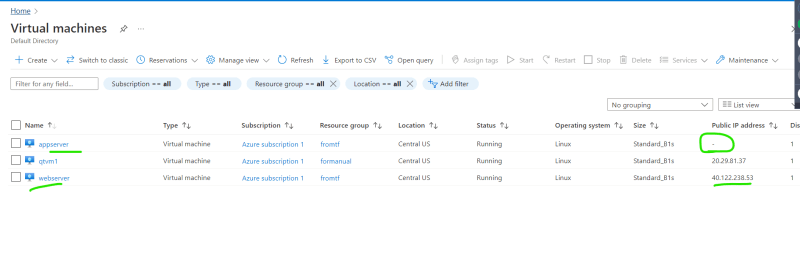 Home >
Virtual machines
Default Directory
Create Switch to classic Reservations Manage view Refresh Export to CSV Open query Assign tags Start Restart Stop Delete Services Maintenance
Filter for any field... Subscription == all Type == all Resource group == all Location == all Add filter
No grouping List view
Name Type Subscription Resource group Location Status Operating system Size Public IP address Dis
appserver Virtual machine Azure subscription 1 fromtf Central US Running Linux Standard_B1s - 1
qtvm1 Virtual machine Azure subscription 1 formanual Central US Running Linux Standard_B1s 20.29.81.37 1
webserver Virtual machine Azure subscription 1 fromtf Central US Running Linux Standard_B1s 40.122.238.53 1